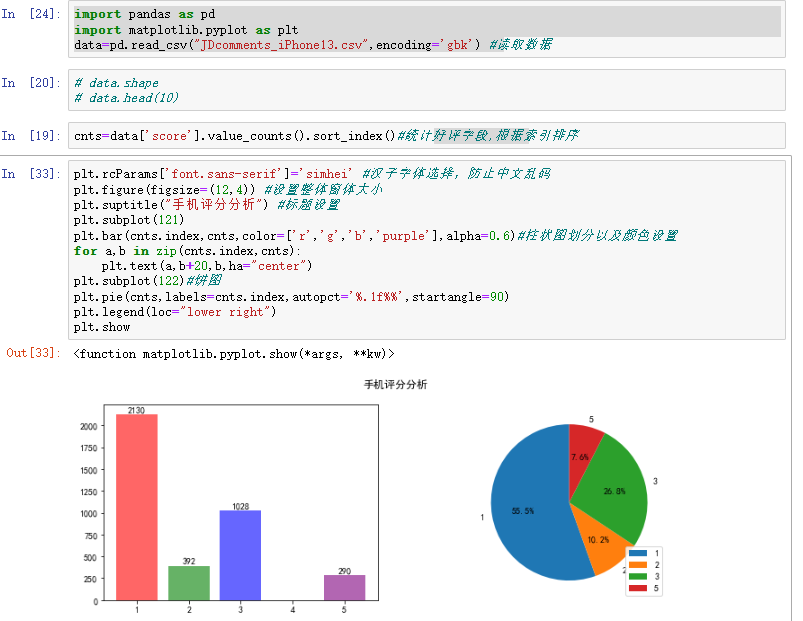 In [24]:
import pandas as pd
import matplotlib.pyplot as plt
data=pd.read_csv("JDcomments_iPhone13.csv",encoding='gbk') #读取数据
In [20]:
# data.shape
# data.head(10)
In [19]:
cnts=data['score'].value_counts().sort_index()#统计好评字段,根据索引排序
In [33]:
plt.rcParams['font.sans-serif']='simhei' #汉子字体选择，防止中文乱码
plt.figure(figsize=(12,4)) #设置整体窗体大小
plt.suptitle("手机评分分析") #标题设置
plt.subplot(121)
plt.bar(cnts.index,cnts,color=['r','g','b','purple'],alpha=0.6)#柱状图划分以及颜色设置
for a,b in zip(cnts.index,cnts):
    plt.text(a,b+20,b,ha="center")
plt.subplot(122)#饼图
plt.pie(cnts,labels=cnts.index,autopct='%.1f%%',startangle=90)
plt.legend(loc="lower right")
plt.show
Out[33]:
<function matplotlib.pyplot.show(*args, **kw)>
手机评分分析
2130
392
1028
290
2000
1750
1500
1250
1000
750
500
250
0
1
2
3
4
5
5
3
1
2
7.6%
26.8%
55.5%
10.2%
1
2
3
5